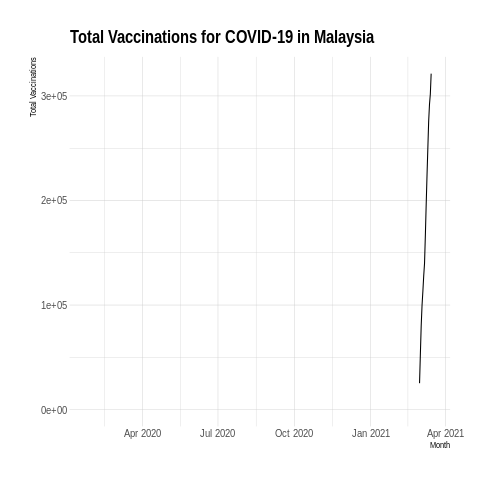 Total Vaccinations for COVID-19 in Malaysia
Total Vaccinations
3e+05
2e+05
1e+05
0e+00
Apr 2020 Jul 2020 Oct 2020 Jan 2021 Apr 2021
Month